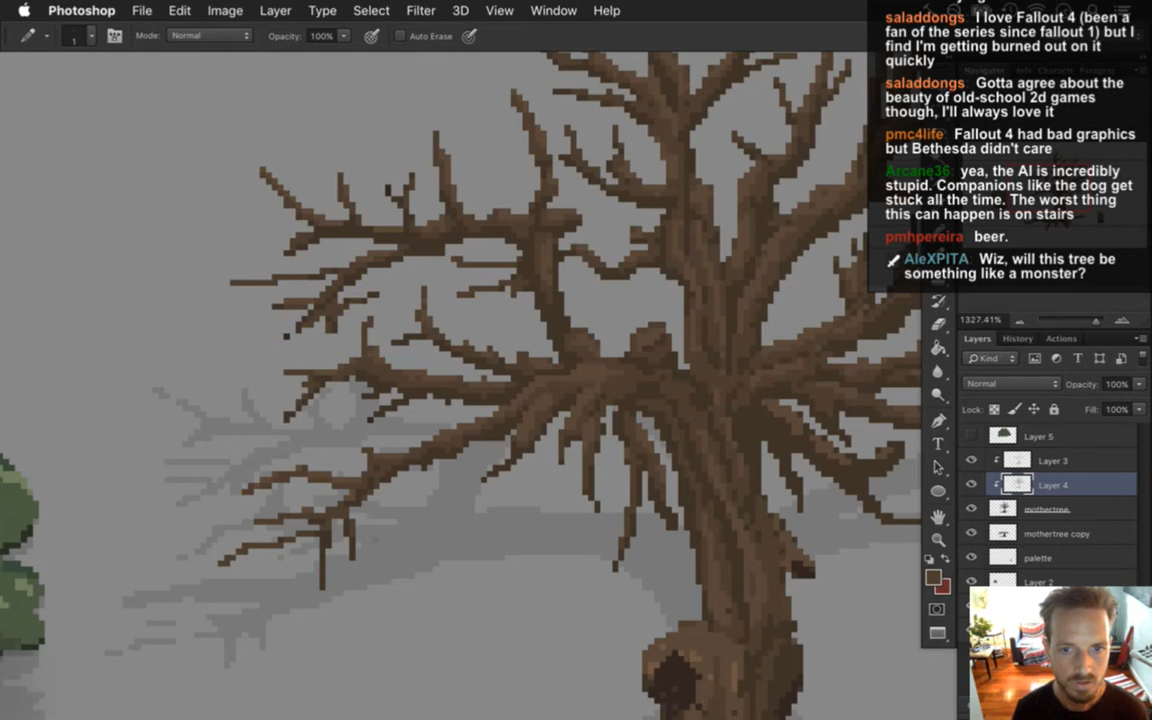 Photoshop File Edit Image Layer Type Select Filter 3D View Window Help
1 Mode: Normal Opacity: 100% Auto Erase
saladdongs I love Fallout 4 (been a
fan of the series since fallout 1) but I
find I'm getting burned out on it
quickly
saladdongs Gotta agree about the
beauty of old-school 2d games
though, I'll always love it
pmc4life Fallout 4 had bad graphics
but Bethesda didn't care
Arcane36: yea, the AI is incredibly
stupid. Companions like the dog get
stuck all the time. The worst thing
this can happen is on stairs
pmhpereira beer.
AleXPITA Wiz, will this tree be
something like a monster?
1327.41%
Layers History Actions
Kind
Normal Opacity: 100%
Lock: Fill: 100%
Layer 5
Layer 3
Layer 4
mothertree
mothertree copy
palette
Layer 2